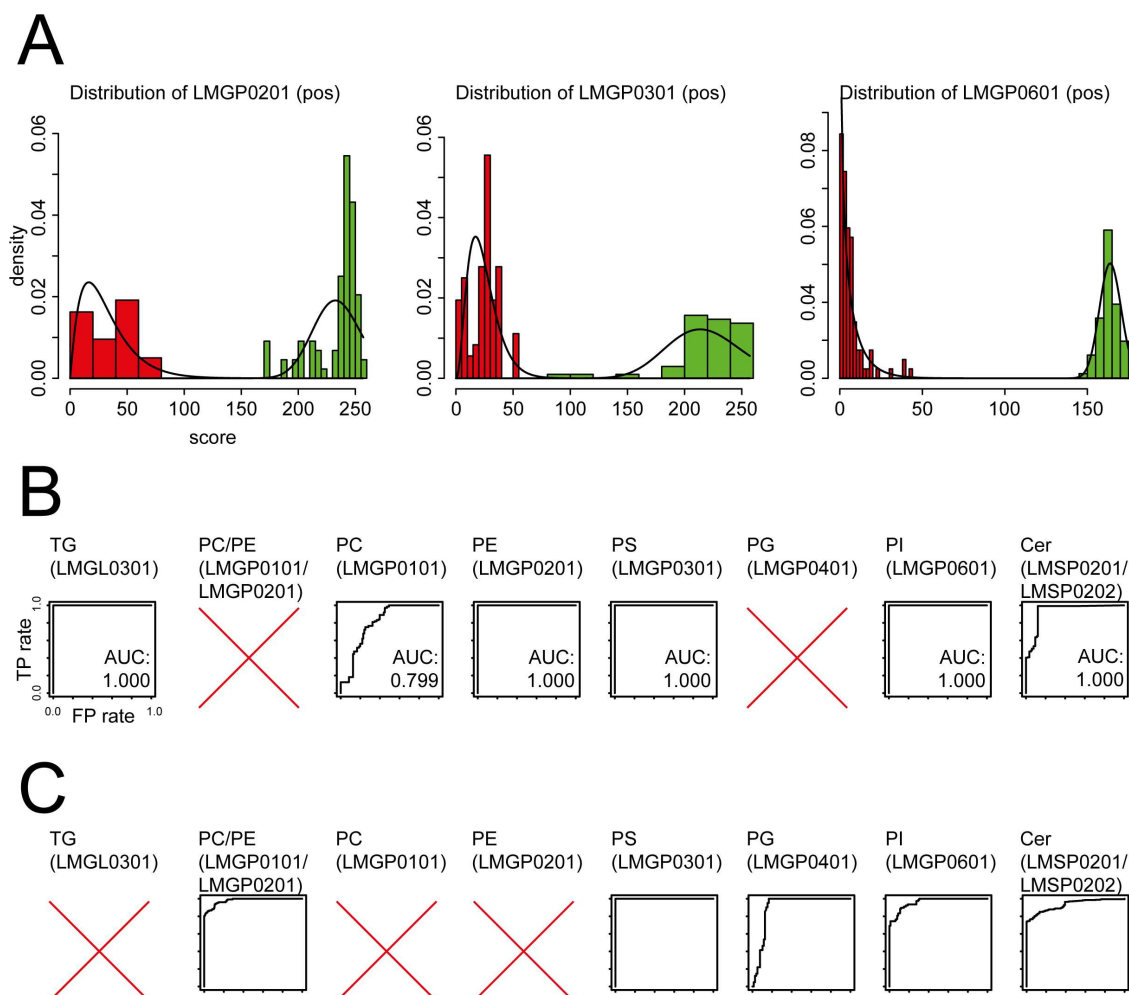 A
Distribution of LMGP0201 (pos)
Distribution of LMGP0301 (pos)
Distribution of LMGP0601 (pos)
density
0.00 0.02 0.04 0.06
0 50 100 150 200 250
score
0.00 0.02 0.04 0.06
0 50 100 150 200 250
0.00 0.04 0.06 0.08
0 50 100 150
B
TG
(LMGL0301)
PC/PE
(LMGP0101/
LMGP0201)
PC
(LMGP0101)
PE
(LMGP0201)
PS
(LMGP0301)
PG
(LMGP0401)
PI
(LMGP0601)
Cer
(LMSP0201/
LMSP0202)
TP rate
0.0 1.0
0.0 1.0
FP rate
AUC:
1.000
AUC:
0.799
AUC:
1.000
AUC:
1.000
AUC:
1.000
AUC:
1.000
C
TG
(LMGL0301)
PC/PE
(LMGP0101/
LMGP0201)
PC
(LMGP0101)
PE
(LMGP0201)
PS
(LMGP0301)
PG
(LMGP0401)
PI
(LMGP0601)
Cer
(LMSP0201/
LMSP0202)